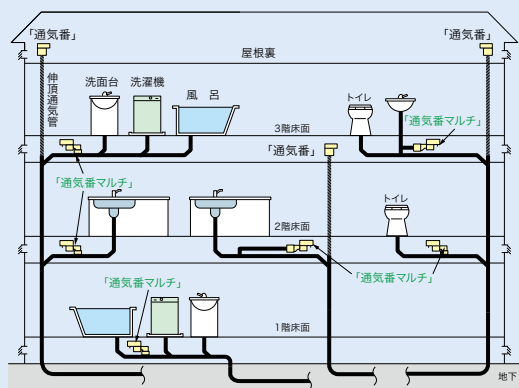 「通気番」
「通気番」
屋根裏
伸頂通気管
洗面台
洗濯機
風呂
トイレ
「通気番マルチ」
3階床面
「通気番」
「通気番マルチ」
トイレ
2階床面
「通気番マルチ」
「通気番マルチ」
1階床面
地下